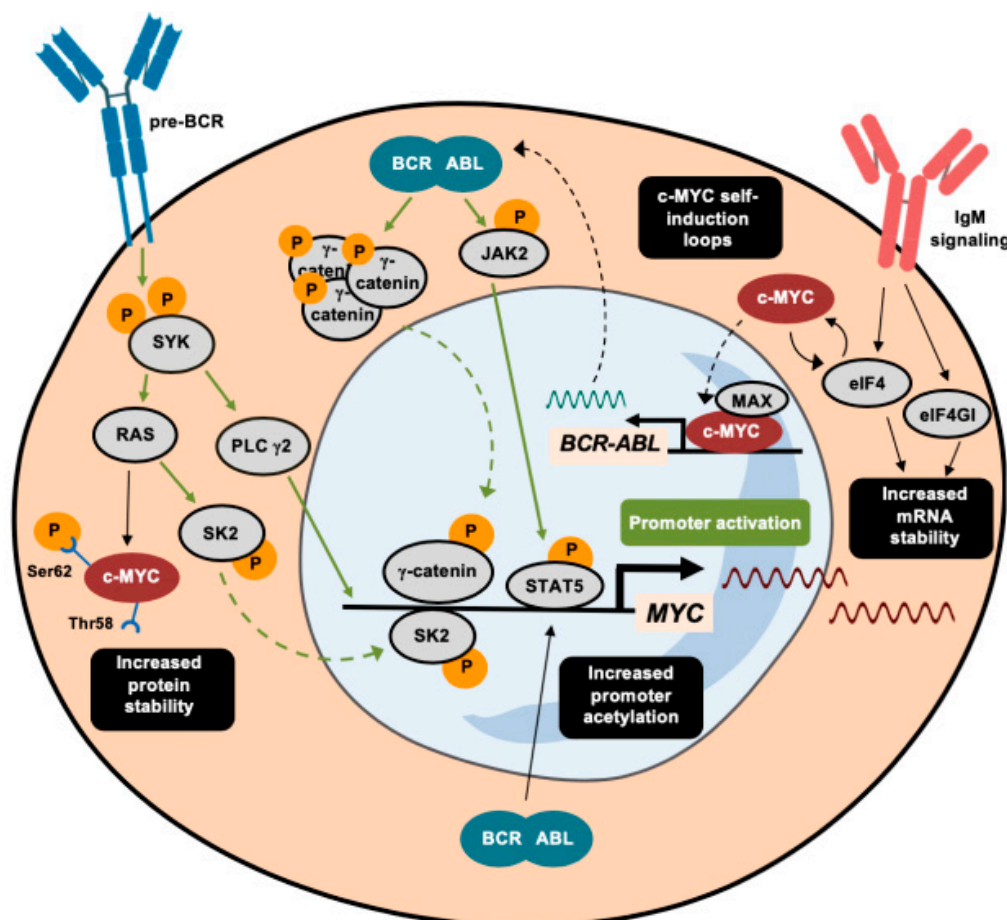 pre-BCR
BCR ABL
P
JAK2
c-MYC self-
induction
loops
IgM
signaling
P
γ-
catenin
P
γ-
catenin
P
γ-
catenin
P
P
SYK
c-MYC
eIF4
eIF4GI
MAX
c-MYC
BCR-ABL
RAS
PLC γ2
Increased
mRNA
stability
P
Ser62
c-MYC
Thr58
SK2
P
Promoter activation
P
γ-catenin
P
STAT5
MYC
SK2
P
Increased
protein
stability
Increased
promoter
acetylation
BCR ABL